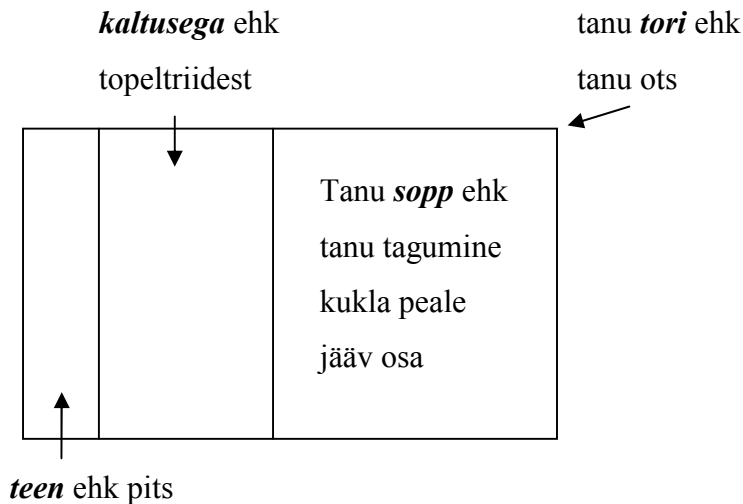 kaltusega ehk
topeltriidest
tanu tori ehk
tanu ots
Tanu sopp ehk
tanu tagumine
kukla peale
jääv osa
teen ehk pits